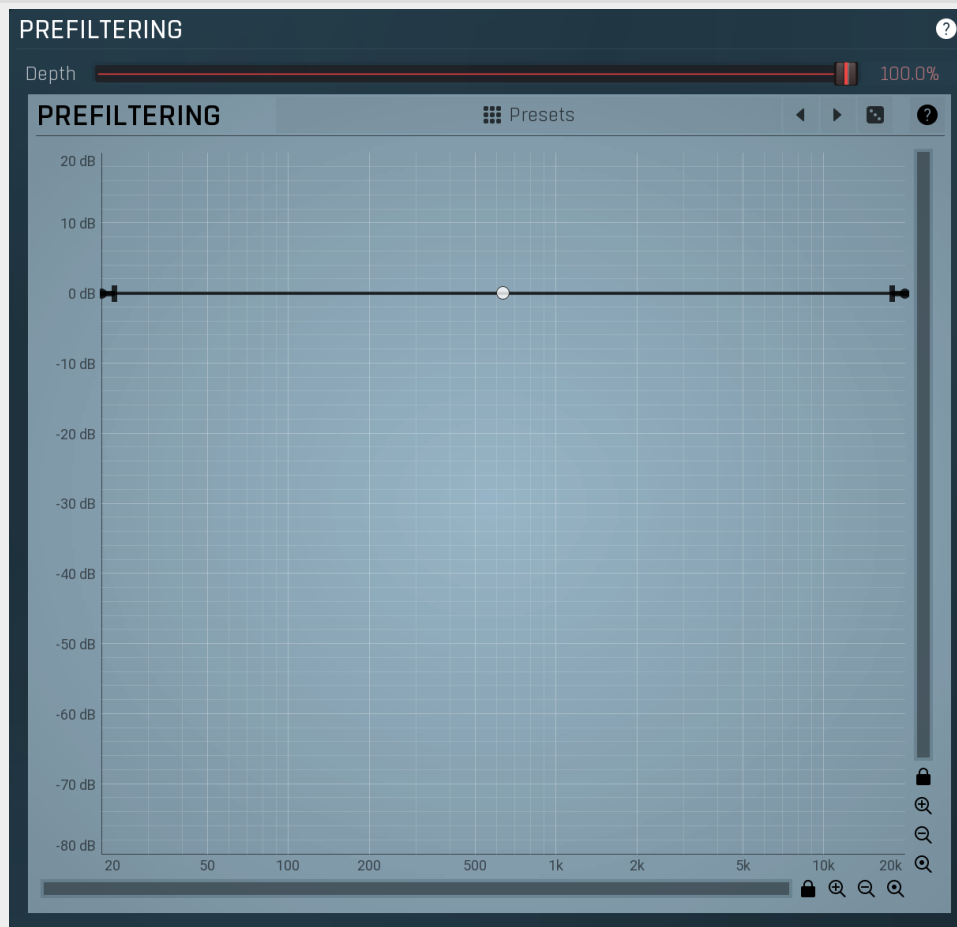 PREFILTERING
?
Depth 100.0%
PREFILTERING Presets ?
20 dB
10 dB
0 dB
-10 dB
-20 dB
-30 dB
-40 dB
-50 dB
-60 dB
-70 dB
-80 dB
20 50 100 200 500 1k 2k 5k 10k 20k